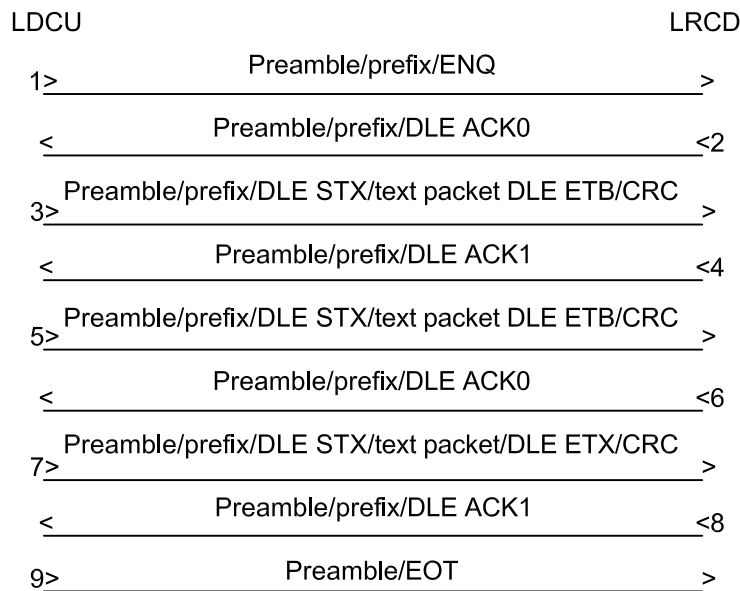 LDCU LRCD
Preamble/prefix/ENQ
1> >
Preamble/prefix/DLE ACK0
< <2
Preamble/prefix/DLE STX/text packet DLE ETB/CRC
3> >
Preamble/prefix/DLE ACK1
< <4
Preamble/prefix/DLE STX/text packet DLE ETB/CRC
5> >
Preamble/prefix/DLE ACK0
< <6
Preamble/prefix/DLE STX/text packet/DLE ETX/CRC
7> >
Preamble/prefix/DLE ACK1
< <8
Preamble/EOT
9> >